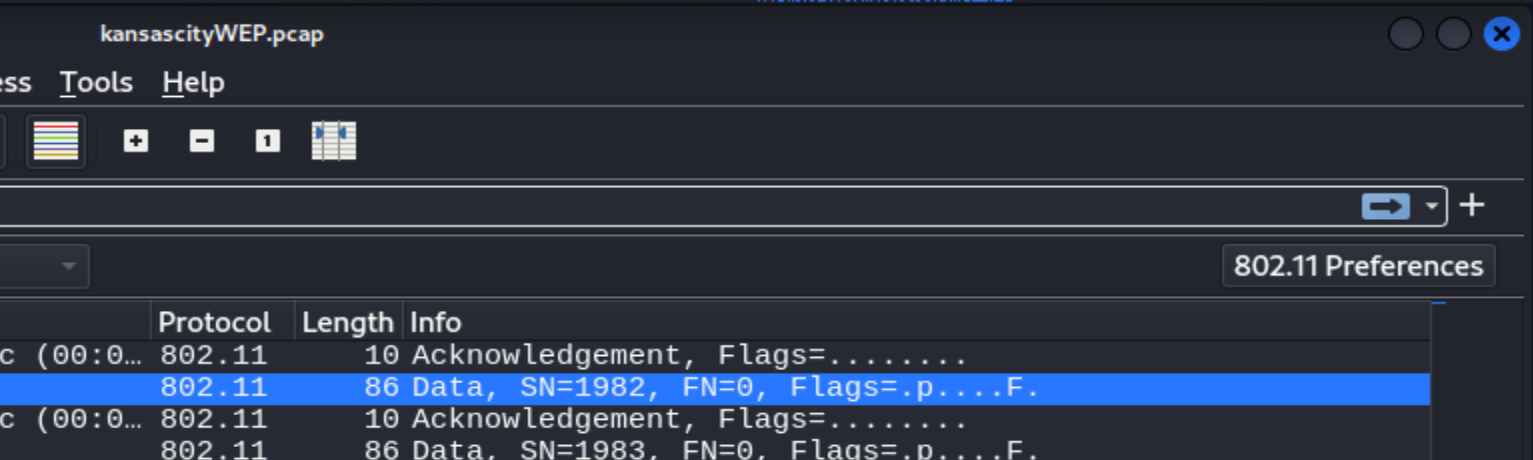 kansascityWEP.pcap
ess Tools Help
1
802.11 Preferences
Protocol Length Info
c (00:0… 802.11 10 Acknowledgement, Flags=........
802.11 86 Data, SN=1982, FN=0, Flags=.p....F.
c (00:0… 802.11 10 Acknowledgement, Flags=........
802.11 86 Data, SN=1983, FN=0, Flags=.p....F.